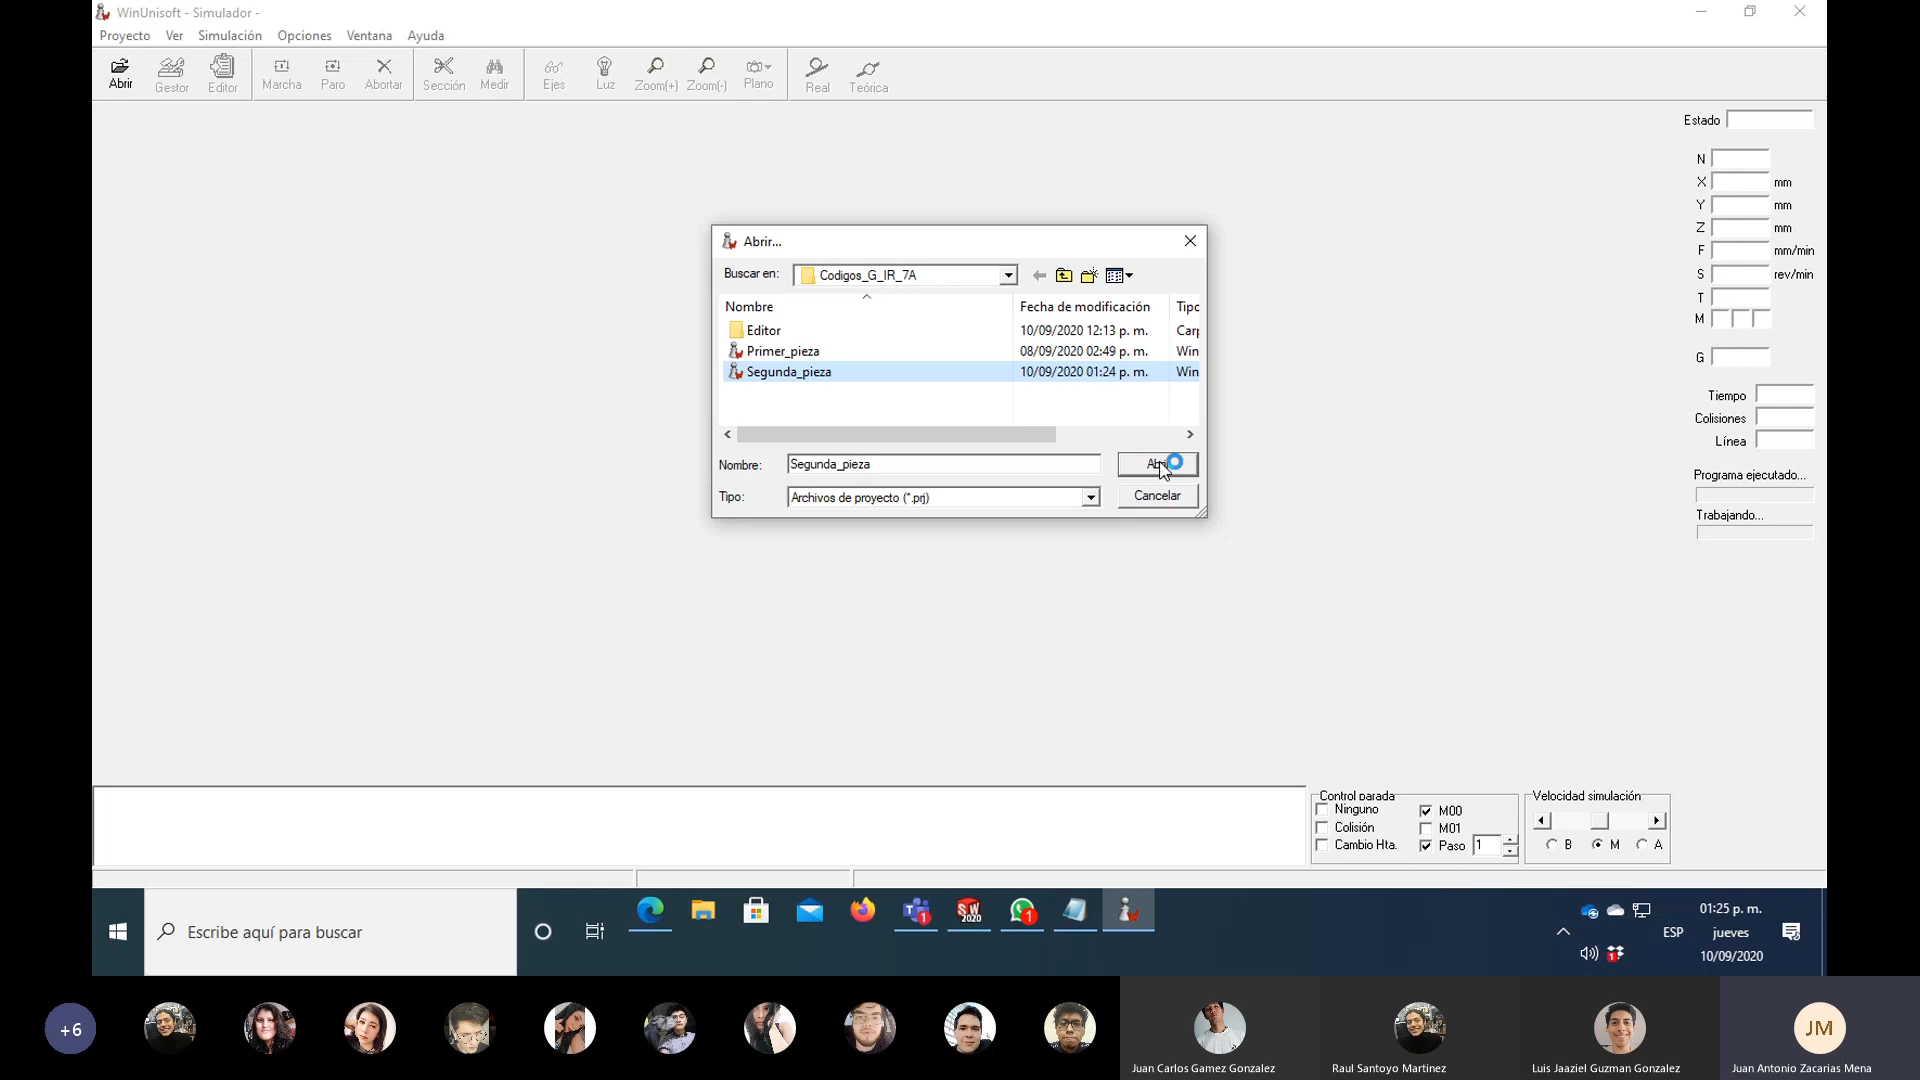 WinUnisoft - Simulador -
Proyecto Ver Simulación Opciones Ventana Ayuda
Abrir Gestor Editor Marcha Paro Abortar Sección Medir Ejes Luz Zoom(+) Zoom(-) Plano Real Teórica
Estado
N
X mm
Y mm
Z mm
F mm/min
S rev/min
T
M
G
Tiempo
Colisiones
Línea
Programa ejecutado...
Trabajando...
Abrir...
Buscar en: Codigos_G_IR_7A
Nombre Fecha de modificación Tipo
Editor 10/09/2020 12:13 p. m. Carp
Primer_pieza 08/09/2020 02:49 p. m. Win
Segunda_pieza 10/09/2020 01:24 p. m. Win
Nombre: Segunda_pieza
Tipo: Archivos de proyecto (*.prj) Cancelar
Control parada
Ninguno M00
Colisión M01
Cambio Hta. Paso 1
Velocidad simulación
B M A
Escribe aquí para buscar
1
SW
2020
1
1
ESP
01:25 p. m.
jueves
10/09/2020
+6
JM
Juan Carlos Gamez Gonzalez
Raul Santoyo Martinez
Luis Jaaziel Guzman Gonzalez
Juan Antonio Zacarias Mena